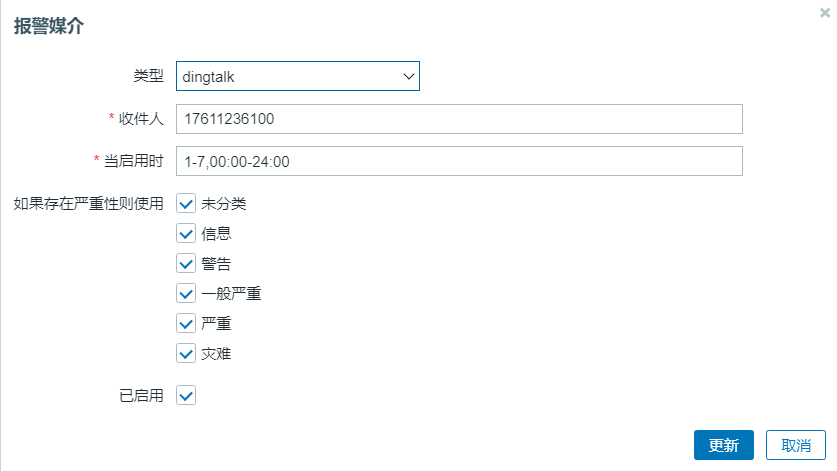 报警媒介
类型 dingtalk
* 收件人 17611236100
* 当启用时 1-7,00:00-24:00
如果存在严重性则使用 未分类
信息
警告
一般严重
严重
灾难
已启用
更新 取消